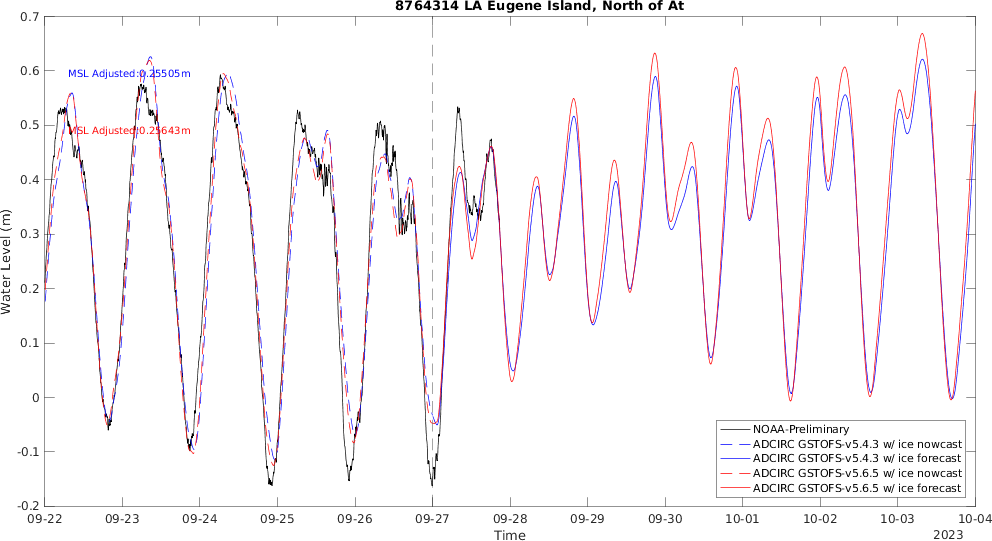 8764314 LA Eugene Island, North of At
0.7
0.6
0.5
0.4
0.3
0.2
0.1
0
-0.1
-0.2
Water Level (m)
MSL Adjusted:0.25505m
MSL Adjusted:0.25643m
NOAA-Preliminary
ADCIRC GSTOFS-v5.4.3 w/ ice nowcast
ADCIRC GSTOFS-v5.4.3 w/ ice forecast
ADCIRC GSTOFS-v5.6.5 w/ ice nowcast
ADCIRC GSTOFS-v5.6.5 w/ ice forecast
09-22 09-23 09-24 09-25 09-26 09-27 09-28 09-29 09-30 10-01 10-02 10-03 10-04
Time
2023